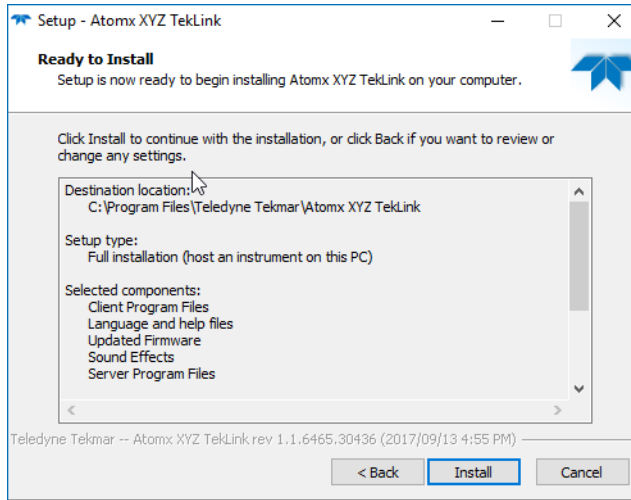 Setup - Atomx XYZ TekLink
Ready to Install
Setup is now ready to begin installing Atomx XYZ TekLink on your computer.
Click Install to continue with the installation, or click Back if you want to review or
change any settings.
Destination location:
C:\Program Files\Teledyne Tekmar\Atomx XYZ TekLink
Setup type:
Full installation (host an instrument on this PC)
Selected components:
Client Program Files
Language and help files
Updated Firmware
Sound Effects
Server Program Files
Teledyne Tekmar -- Atomx XYZ TekLink rev 1.1.6465.30436 (2017/09/13 4:55 PM)
< Back
Install
Cancel